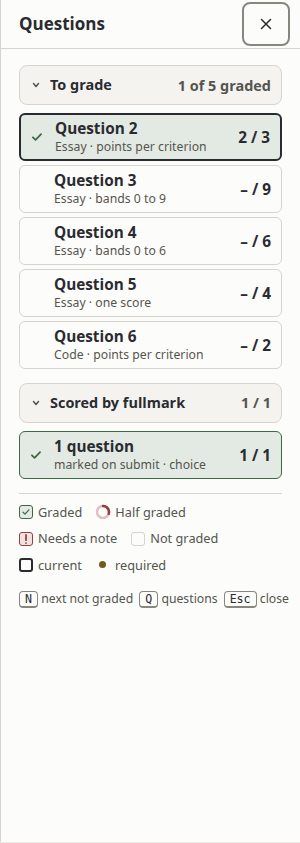 Questions
To grade 1 of 5 graded
Question 2
Essay · points per criterion
2 / 3
Question 3
Essay · bands 0 to 9
– / 9
Question 4
Essay · bands 0 to 6
– / 6
Question 5
Essay · one score
– / 4
Question 6
Code · points per criterion
– / 2
Scored by fullmark 1 / 1
1 question
marked on submit · choice
1 / 1
Graded Half graded
Needs a note Not graded
current required
N next not graded Q questions Esc close